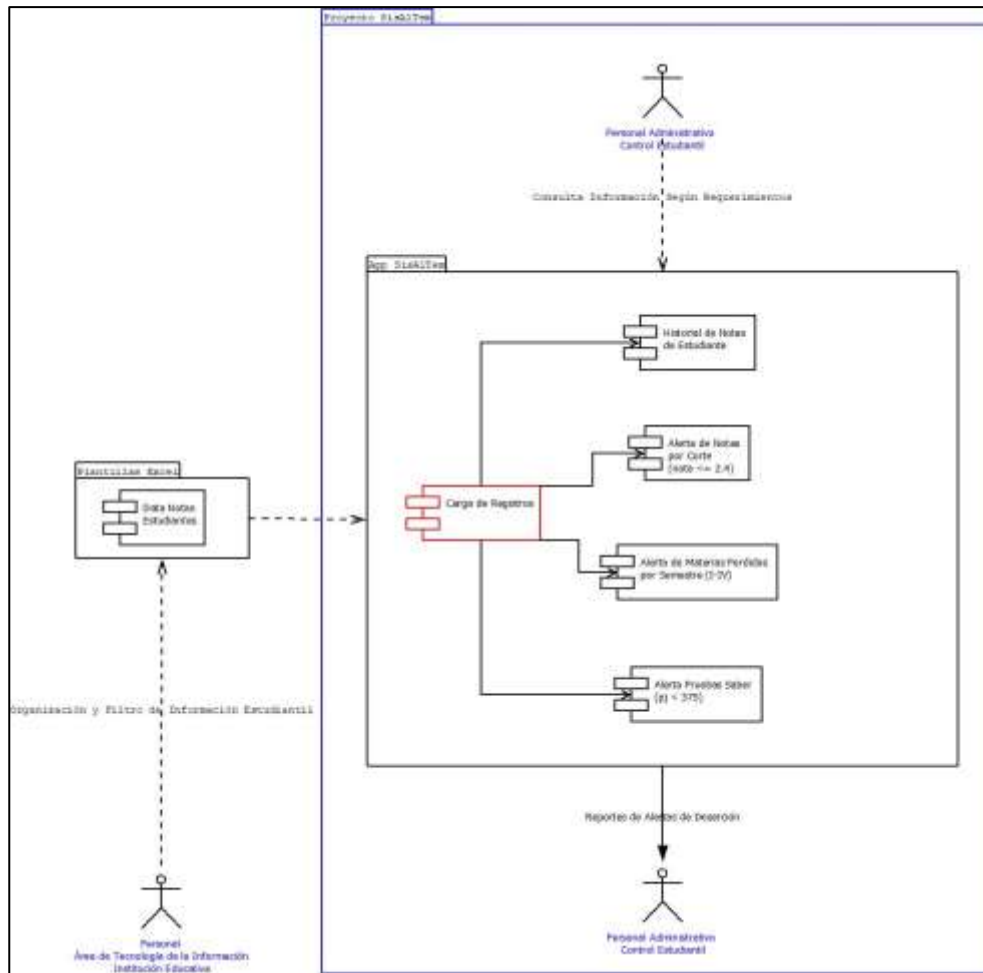 Proyecto SisAlTem
Personal Administrativo
Control Estudiantil
Consulta Información Según Requerimientos
App SisAlTem
Historial de Notas
de Estudiante
Alerta de Notas
por Corte
(nota <= 2.4)
Plantillas Excel
Data Notas
Estudiantes
Carga de Registros
Alerta de Materias Perdidas
por Semestre (I-IV)
Alerta Pruebas Saber
(pj < 375)
Organización y Filtro de Información Estudiantil
Reportes de Alertas de Deserción
Personal
Área de Tecnología de la Información
Institución Educativa
Personal Administrativo
Control Estudiantil